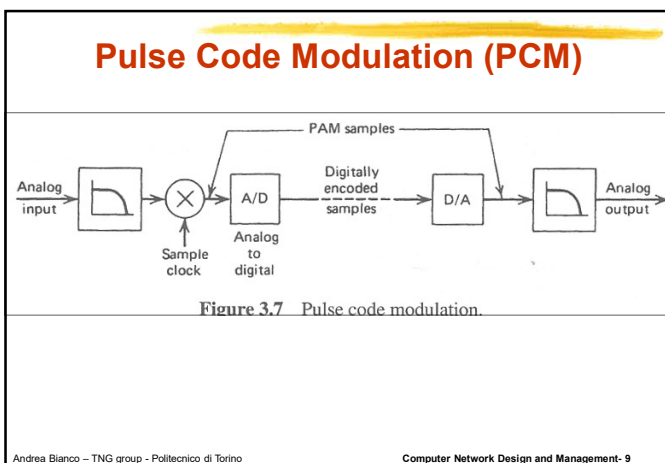 Pulse Code Modulation (PCM)
PAM samples
Analog
input
A/D
Digitally
encoded
samples
D/A
Analog
output
Sample
clock
Analog
to
digital
Figure 3.7 Pulse code modulation.
Andrea Bianco – TNG group - Politecnico di Torino
Computer Network Design and Management- 9